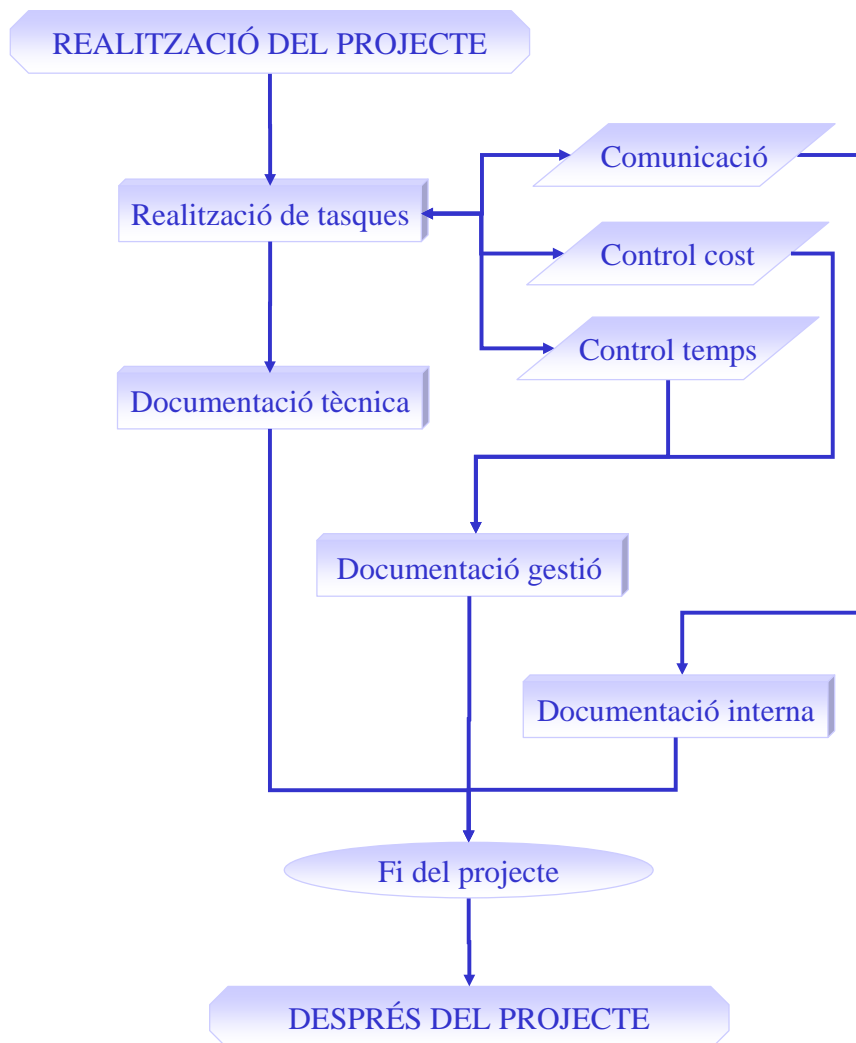 REALITZACIÓ DEL PROJECTE
Comunicació
Realització de tasques
Control cost
Control temps
Documentació tècnica
Documentació gestió
Documentació interna
Fi del projecte
DESPRÉS DEL PROJECTE